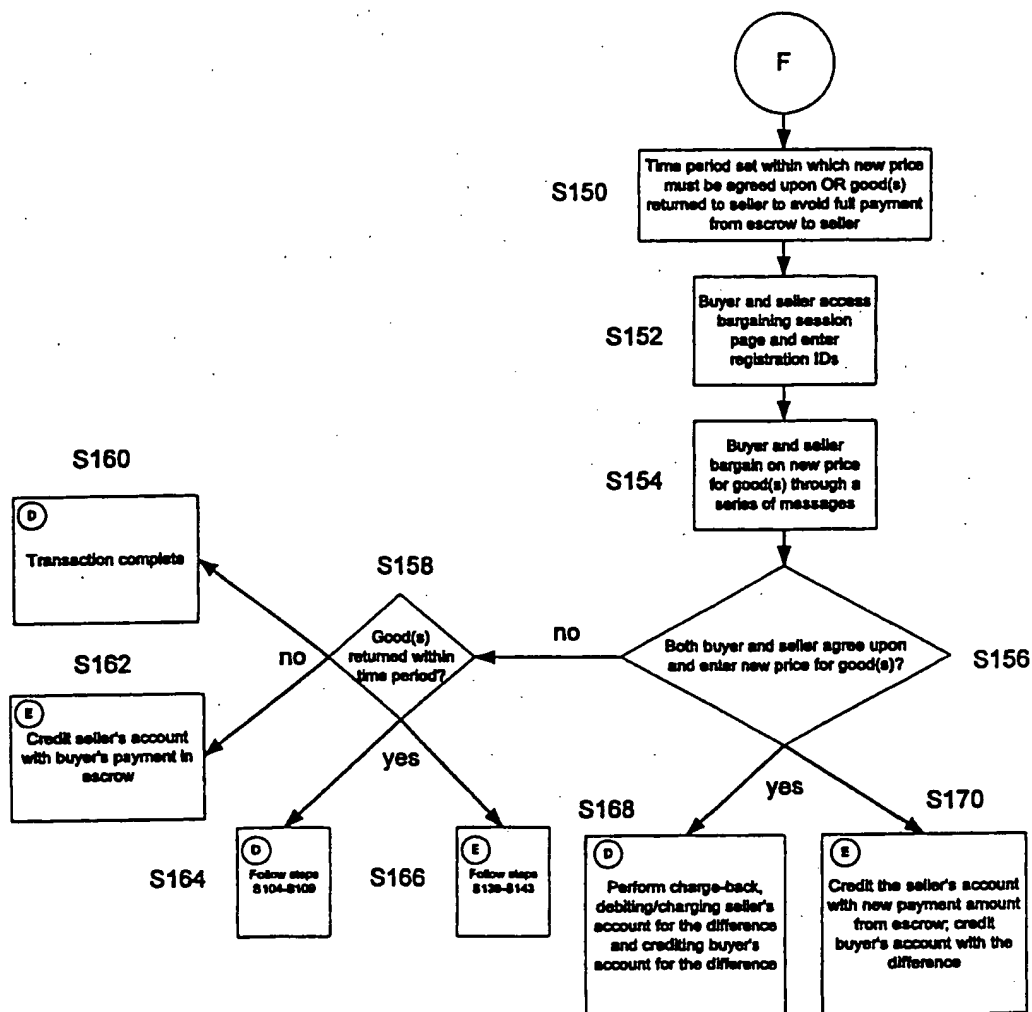 F
S150
Time period set within which new price
must be agreed upon OR good(s)
returned to seller to avoid full payment
from escrow to seller
S152
Buyer and seller access
bargaining session
page and enter
registration IDs
S154
Buyer and seller
bargain on new price
for good(s) through a
series of messages
S160
D
Transaction complete
S158
Good(s)
returned within
time period?
no
no
Both buyer and seller agree upon
and enter new price for good(s)?
S156
S162
E
Credit seller's account
with buyer's payment in
escrow
yes
yes
S164
D
Follow steps
S104-S109
S166
E
Follow steps
S139-S143
S168
D
Perform charge-back,
debiting/charging seller's
account for the difference
and crediting buyer's
account for the difference
S170
E
Credit the seller's account
with new payment amount
from escrow; credit
buyer's account with the
difference